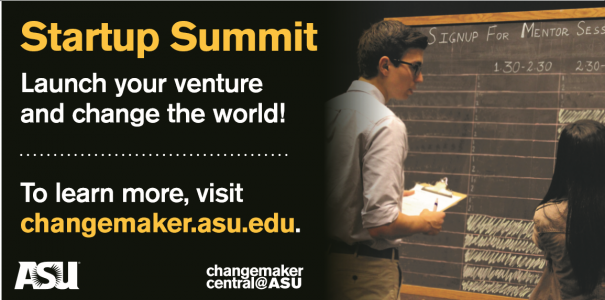 Startup Summit
Launch your venture
and change the world!
To learn more, visit
changemaker.asu.edu.
ASU
changemaker
central@ASU
SIGNUP FOR MENTOR SESS
1:30-2:30
2:30-